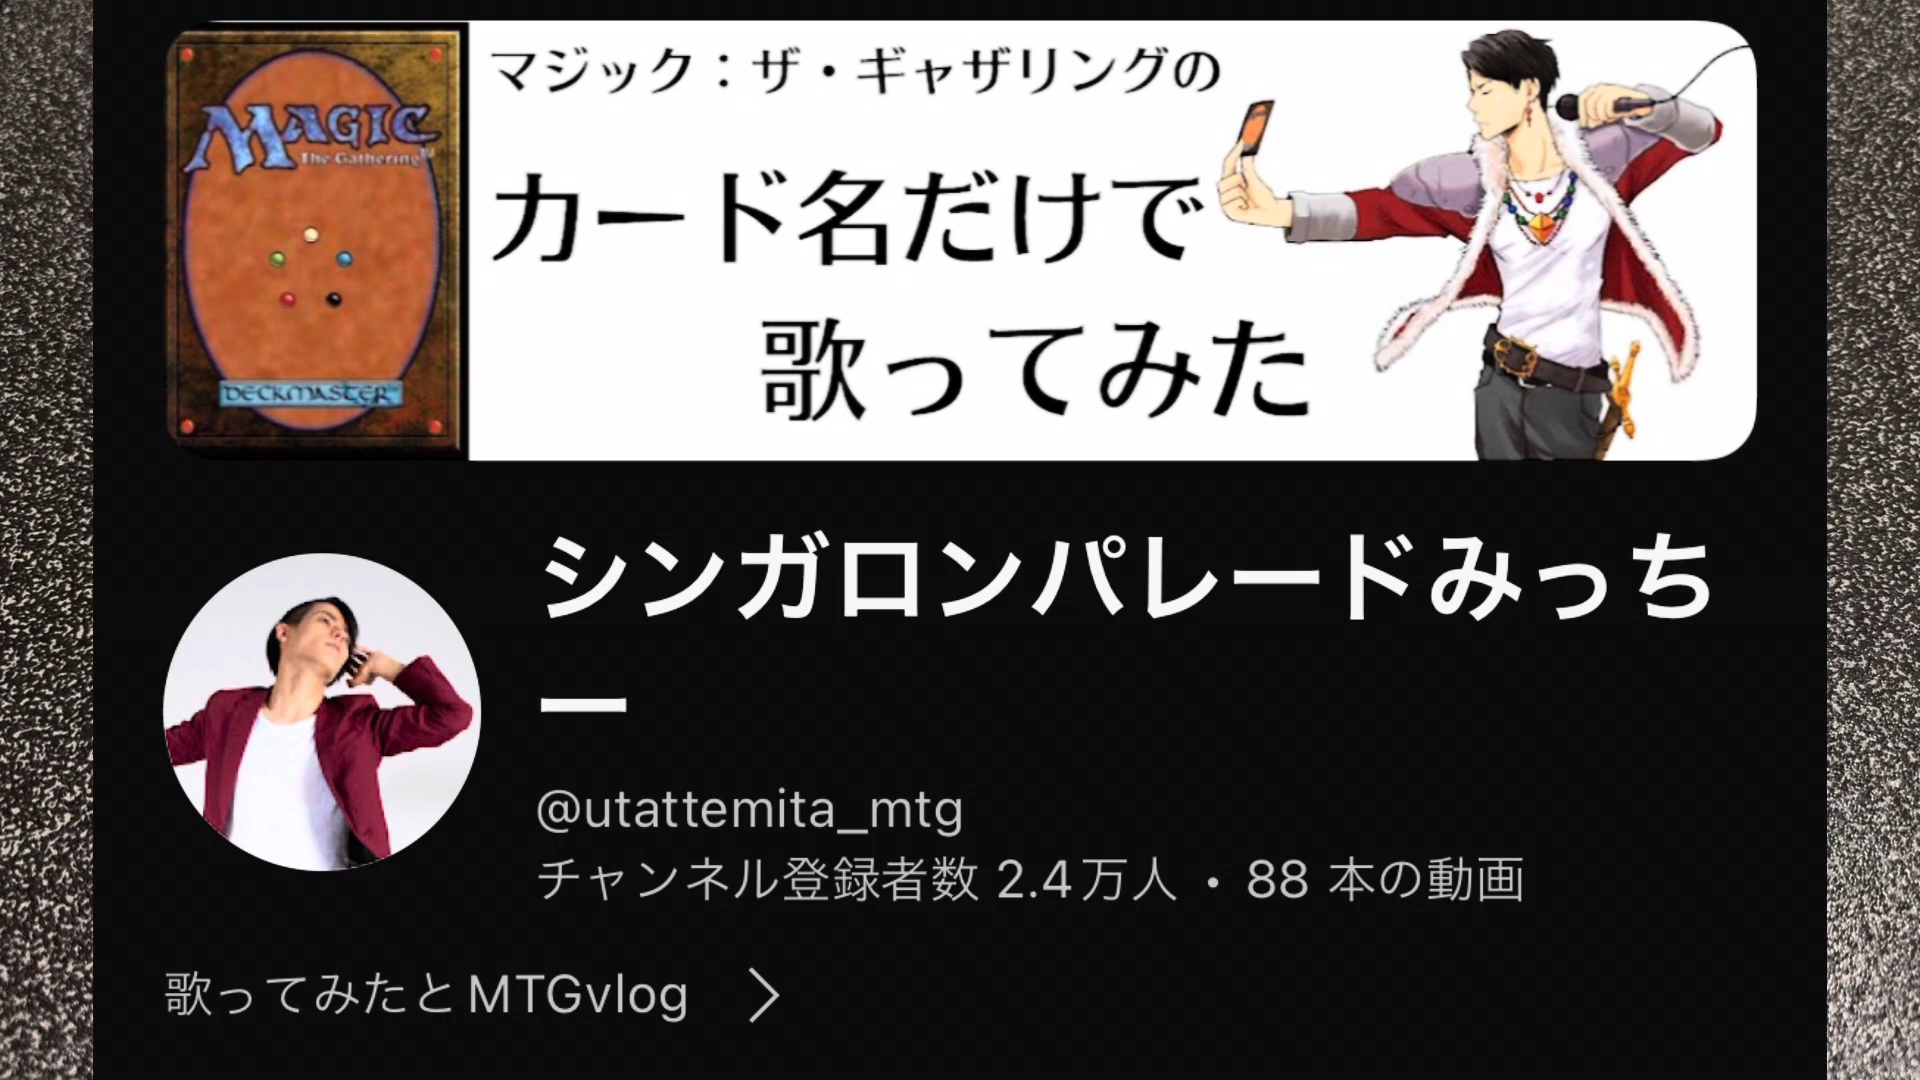 マジック:ザ・ギャザリングの
カード名だけで
歌ってみた
MAGIC
The Gathering
DECKMASTER
シンガロンパレードみっち
ー
@utattemita_mtg
チャンネル登録者数 2.4万人・88 本の動画
歌ってみたとMTGvlog